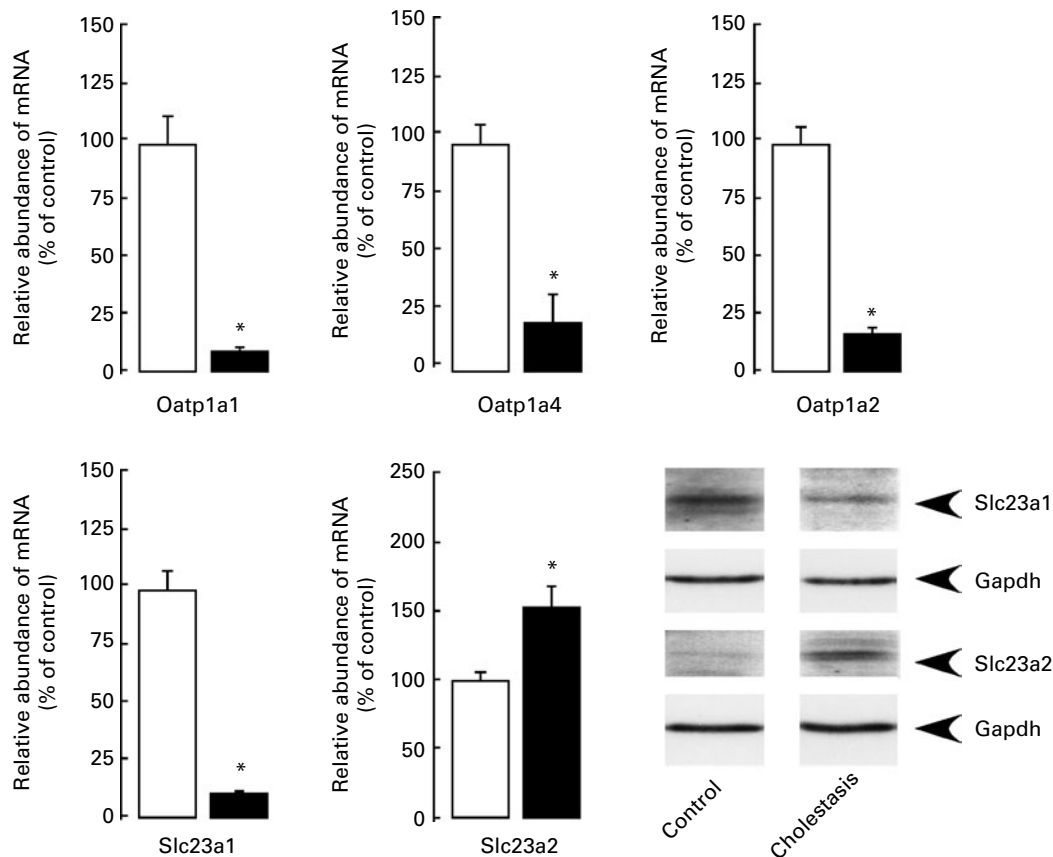 Relative abundance of mRNA
(% of control)
150
125
100
75
50
25
0
*
Oatp1a1
Relative abundance of mRNA
(% of control)
150
125
100
75
50
25
0
*
Oatp1a4
Relative abundance of mRNA
(% of control)
150
125
100
75
50
25
0
*
Oatp1a2
Relative abundance of mRNA
(% of control)
150
125
100
75
50
25
0
*
Slc23a1
Relative abundance of mRNA
(% of control)
250
200
150
100
50
0
*
Slc23a2
Slc23a1
Gapdh
Slc23a2
Gapdh
Control
Cholestasis